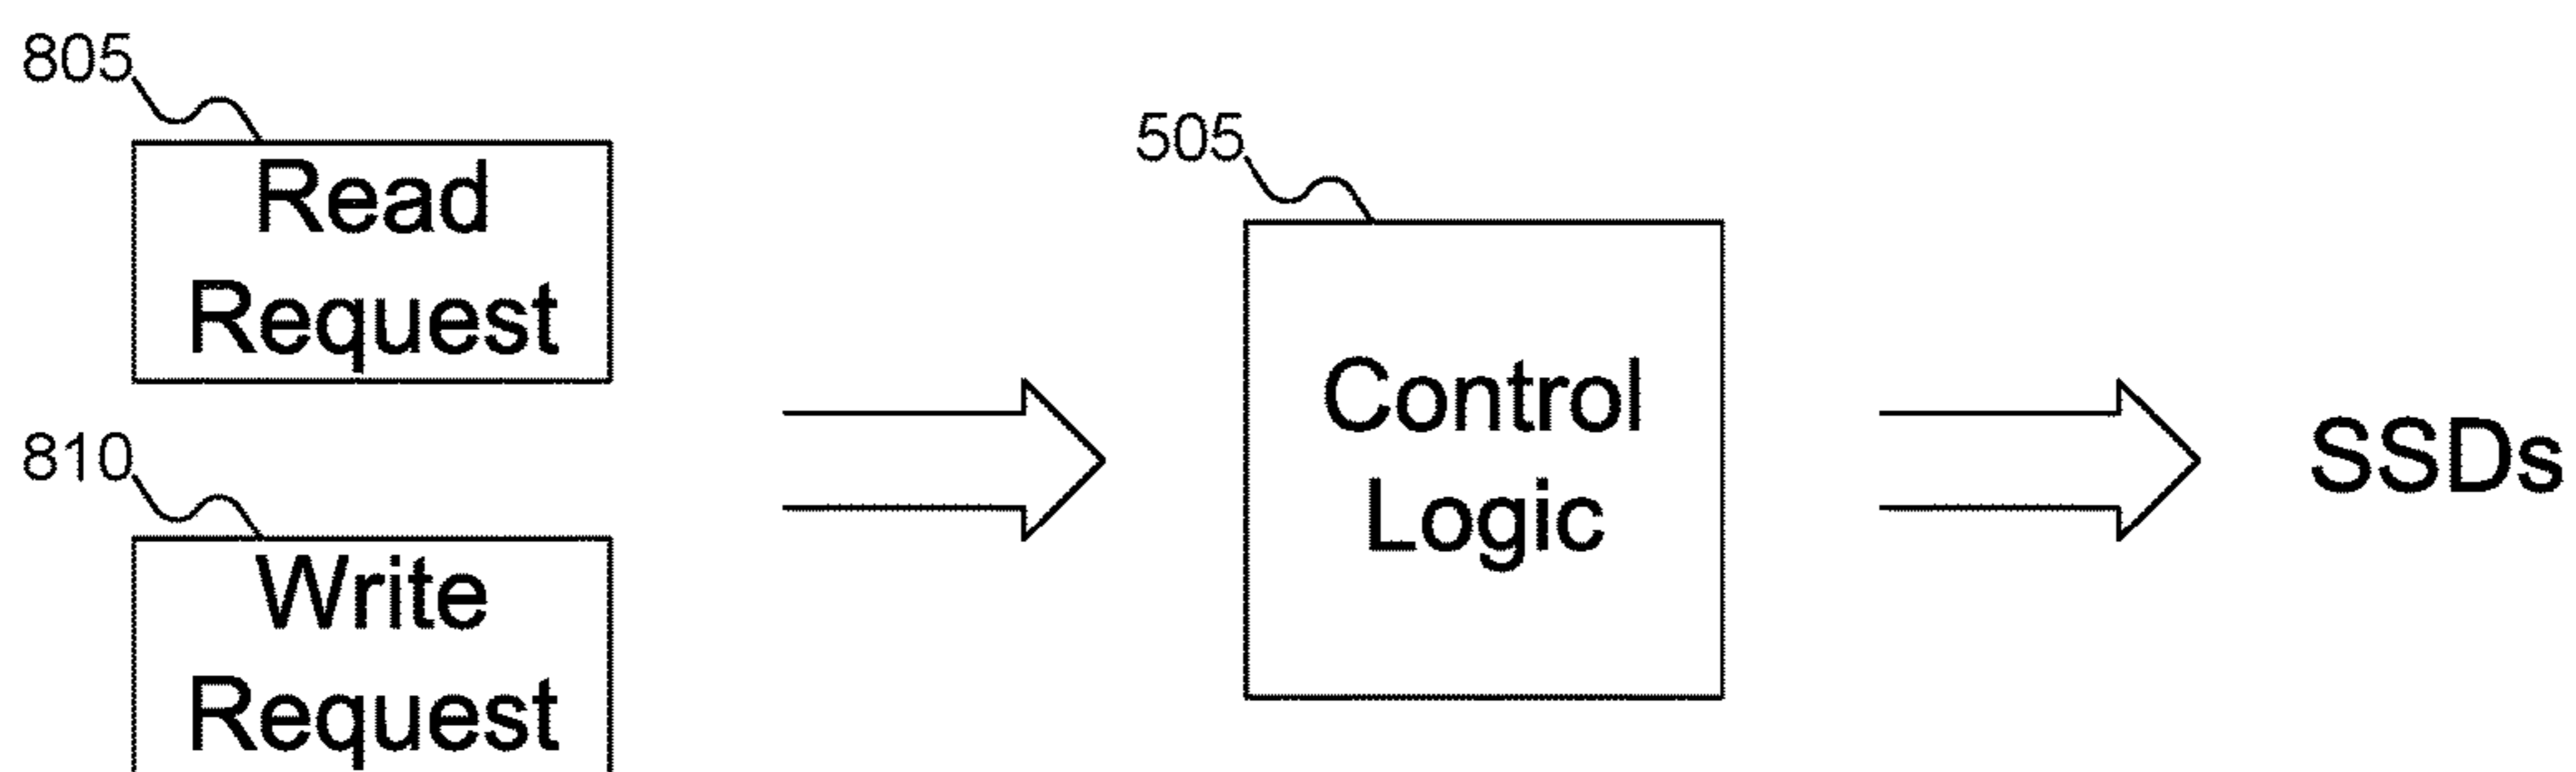 805
Read
Request
810
Write
Request
505
Control
Logic
SSDs